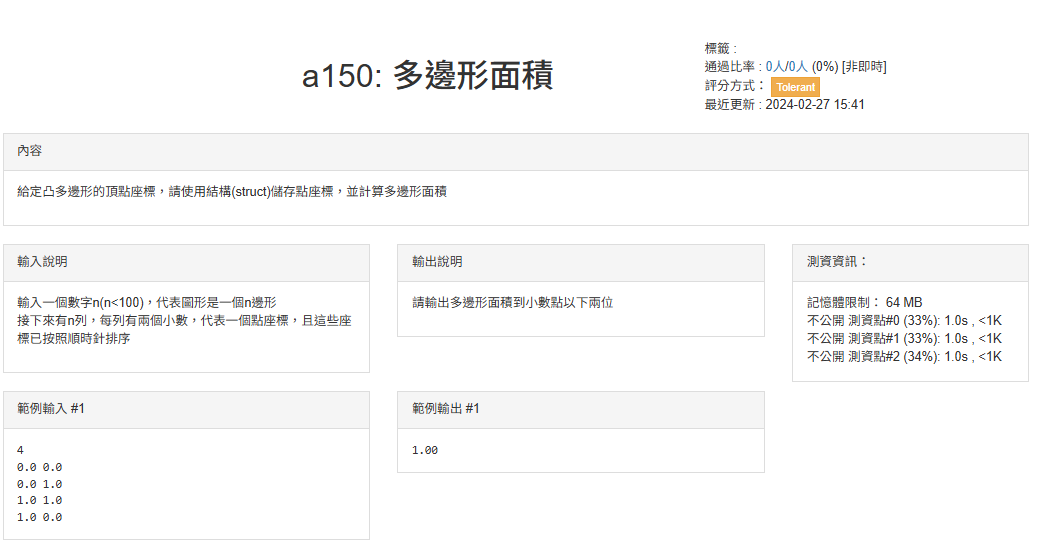 a150: 多邊形面積
標籤 :
通過比率 : 0人/0人 (0%) [非即時]
評分方式： Tolerant
最近更新 : 2024-02-27 15:41
內容
給定凸多邊形的頂點座標，請使用結構(struct)儲存點座標，並計算多邊形面積
輸入說明
輸入一個數字n(n<100)，代表圖形是一個n邊形
接下來有n列，每列有兩個小數，代表一個點座標，且這些座
標已按照順時針排序
輸出說明
請輸出多邊形面積到小數點以下兩位
測資資訊：
記憶體限制： 64 MB
不公開 測資點#0 (33%): 1.0s , <1K
不公開 測資點#1 (33%): 1.0s , <1K
不公開 測資點#2 (34%): 1.0s , <1K
範例輸入 #1
4
0.0 0.0
0.0 1.0
1.0 1.0
1.0 0.0
範例輸出 #1
1.00